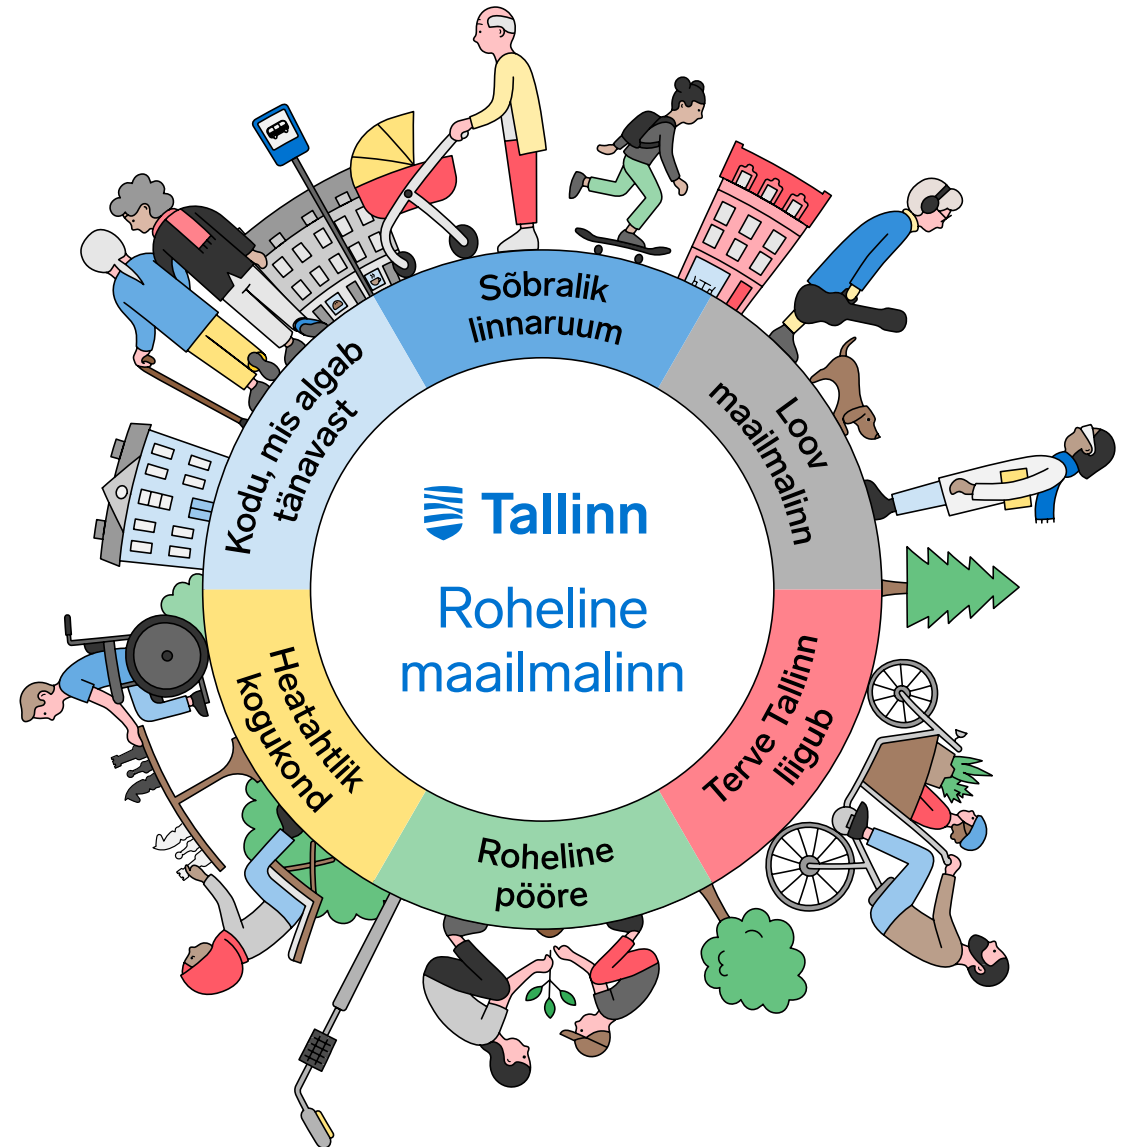 Sõbralik
linnaruum
Loov
maailmalinn
Terve Tallinn
liigub
Roheline
pööre
Heatahtlik
kogukond
Kodu, mis algab
tänavast
Tallinn
Roheline
maailmalinn